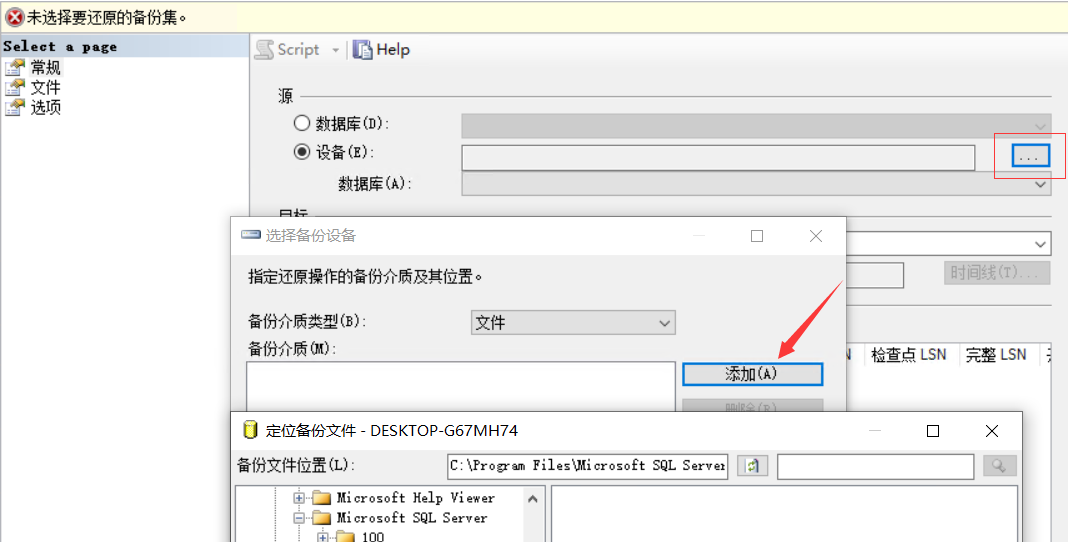 未选择要还原的备份集。
Select a page
常规
文件
选项
Script
Help
源
数据库(D):
设备(E):
...
数据库(A):
目标
选择备份设备
指定还原操作的备份介质及其位置。
时间线(T)...
备份介质类型(B):
文件
备份介质(M):
添加(A)
检查点 LSN
完整 LSN
删除(R)
定位备份文件 - DESKTOP-G67MH74
备份文件位置(L):
C:\Program Files\Microsoft SQL Server
Microsoft Help Viewer
Microsoft SQL Server
100